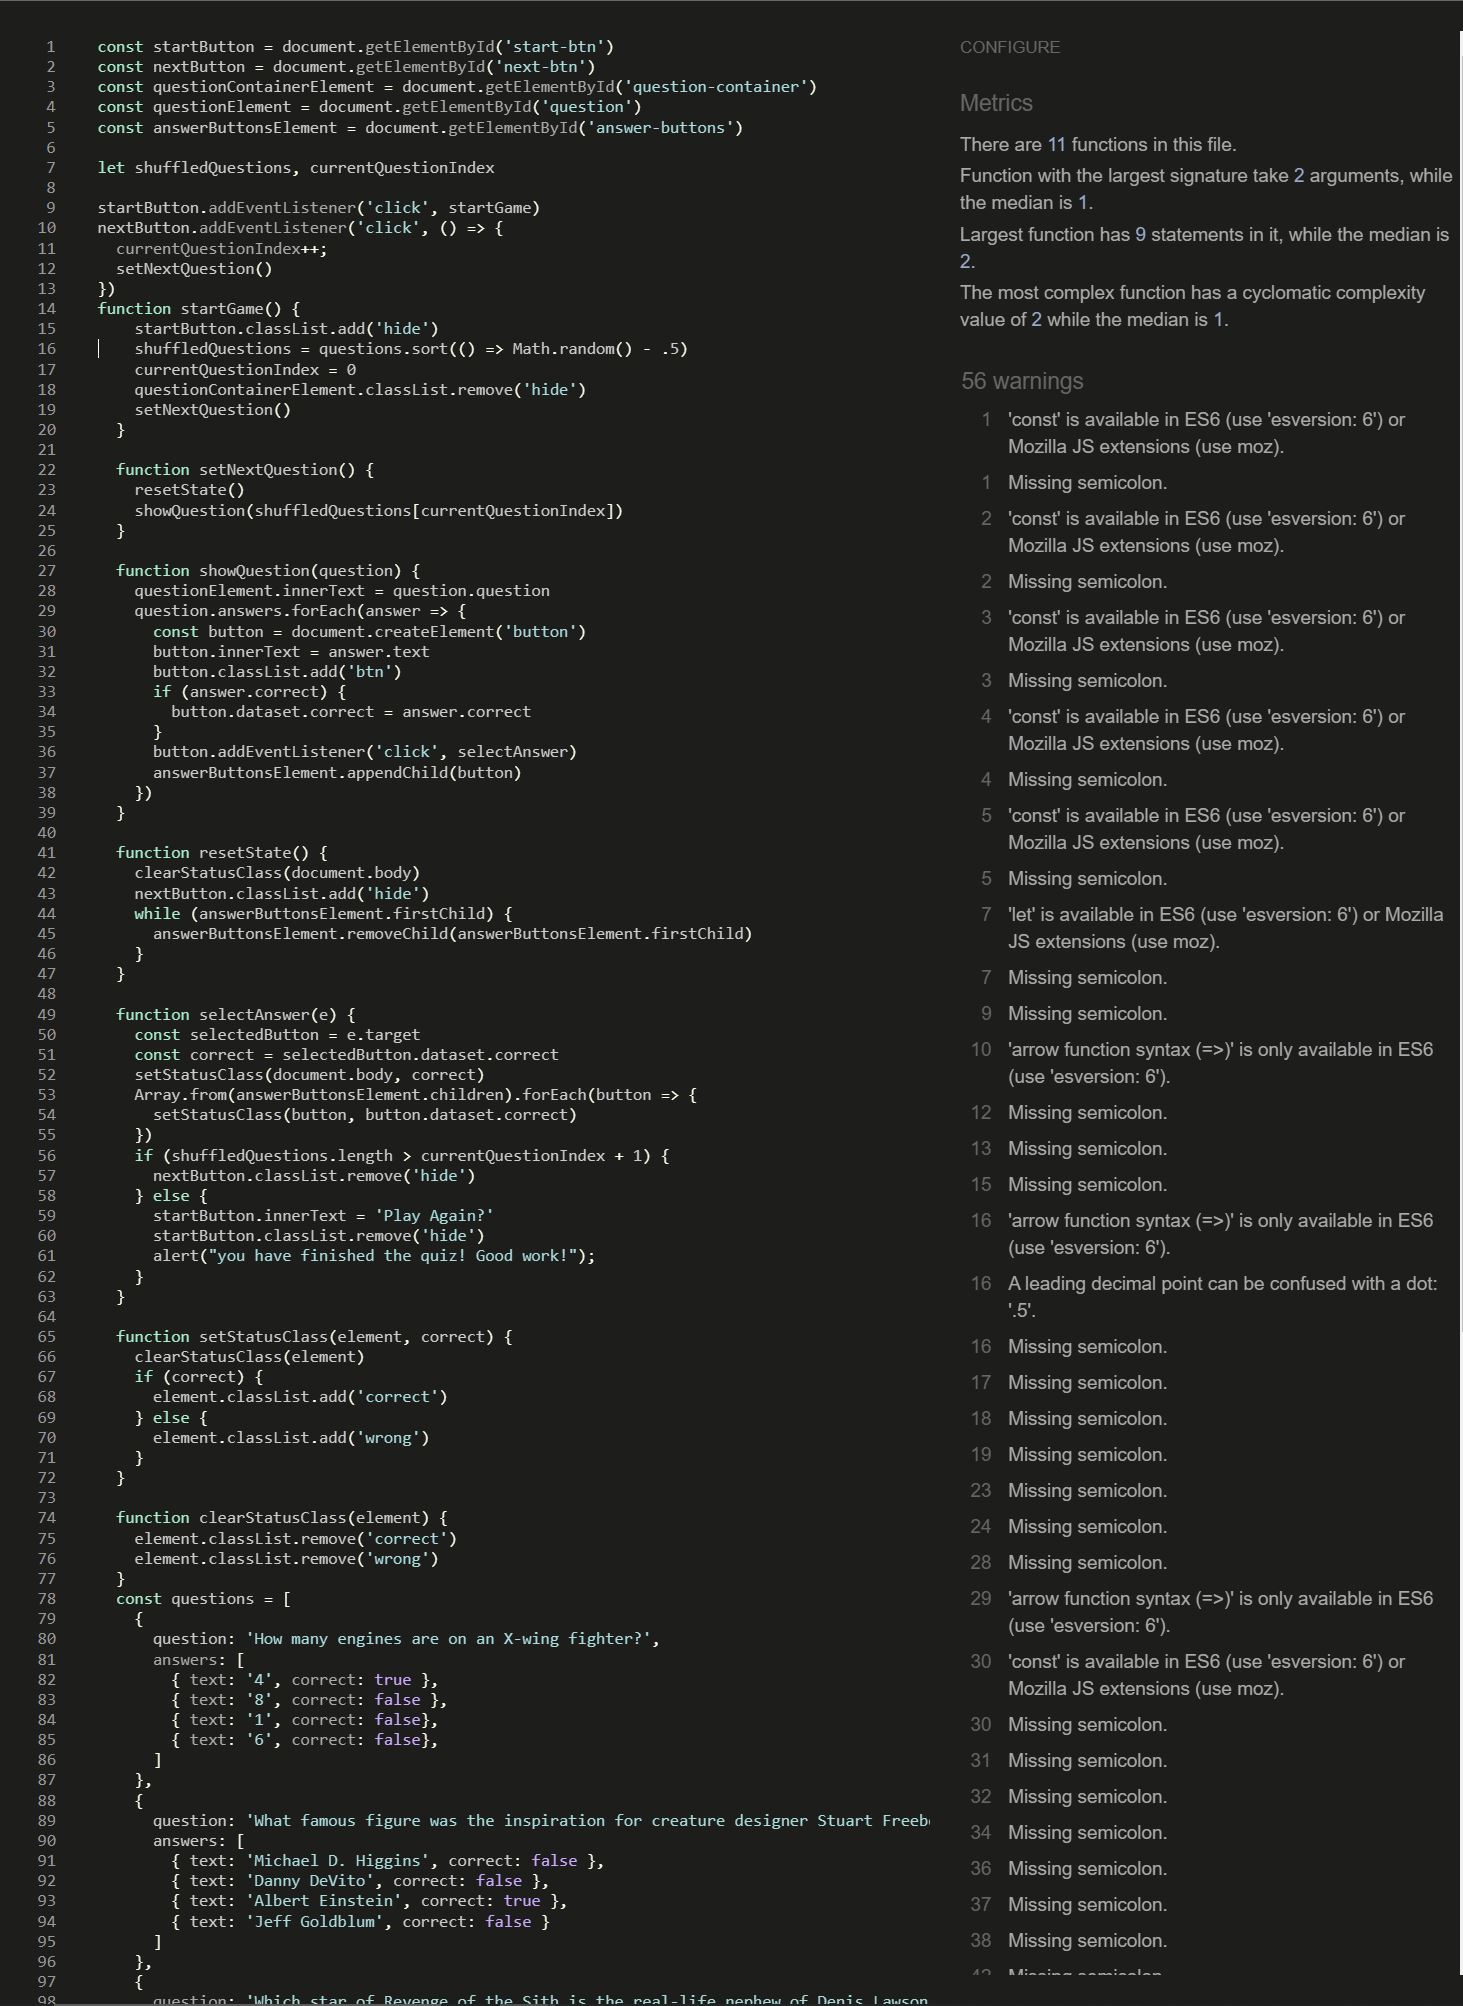 1 const startButton = document.getElementById('start-btn')
2 const nextButton = document.getElementById('next-btn')
3 const questionContainerElement = document.getElementById('question-container')
4 const questionElement = document.getElementById('question')
5 const answerButtonsElement = document.getElementById('answer-buttons')
6
7 let shuffledQuestions, currentQuestionIndex
8
9 startButton.addEventListener('click', startGame)
10 nextButton.addEventListener('click', () => {
11   currentQuestionIndex++;
12   setNextQuestion()
13 })
14 function startGame() {
15     startButton.classList.add('hide')
16     shuffledQuestions = questions.sort(() => Math.random() - .5)
17     currentQuestionIndex = 0
18     questionContainerElement.classList.remove('hide')
19     setNextQuestion()
20   }
21
22   function setNextQuestion() {
23     resetState()
24     showQuestion(shuffledQuestions[currentQuestionIndex])
25   }
26
27   function showQuestion(question) {
28     questionElement.innerText = question.question
29     question.answers.forEach(answer => {
30       const button = document.createElement('button')
31       button.innerText = answer.text
32       button.classList.add('btn')
33       if (answer.correct) {
34         button.dataset.correct = answer.correct
35       }
36       button.addEventListener('click', selectAnswer)
37       answerButtonsElement.appendChild(button)
38     })
39   }
40
41   function resetState() {
42     clearStatusClass(document.body)
43     nextButton.classList.add('hide')
44     while (answerButtonsElement.firstChild) {
45       answerButtonsElement.removeChild(answerButtonsElement.firstChild)
46     }
47   }
48
49   function selectAnswer(e) {
50     const selectedButton = e.target
51     const correct = selectedButton.dataset.correct
52     setStatusClass(document.body, correct)
53     Array.from(answerButtonsElement.children).forEach(button => {
54       setStatusClass(button, button.dataset.correct)
55     })
56     if (shuffledQuestions.length > currentQuestionIndex + 1) {
57       nextButton.classList.remove('hide')
58     } else {
59       startButton.innerText = 'Play Again?'
60       startButton.classList.remove('hide')
61       alert("you have finished the quiz! Good work!");
62     }
63   }
64
65   function setStatusClass(element, correct) {
66     clearStatusClass(element)
67     if (correct) {
68       element.classList.add('correct')
69     } else {
70       element.classList.add('wrong')
71     }
72   }
73
74   function clearStatusClass(element) {
75     element.classList.remove('correct')
76     element.classList.remove('wrong')
77   }
78   const questions = [
79     {
80       question: 'How many engines are on an X-wing fighter?',
81       answers: [
82         { text: '4', correct: true },
83         { text: '8', correct: false },
84         { text: '1', correct: false},
85         { text: '6', correct: false},
86       ]
87     },
88     {
89       question: 'What famous figure was the inspiration for creature designer Stuart Freeb
90       answers: [
91         { text: 'Michael D. Higgins', correct: false },
92         { text: 'Danny DeVito', correct: false },
93         { text: 'Albert Einstein', correct: true },
94         { text: 'Jeff Goldblum', correct: false }
95       ]
96     },
97     {
98       question: 'Which star of Revenge of the Sith is the real-life nephew of Denis Lawson
CONFIGURE
Metrics
There are 11 functions in this file.
Function with the largest signature take 2 arguments, while
the median is 1.
Largest function has 9 statements in it, while the median is
2.
The most complex function has a cyclomatic complexity
value of 2 while the median is 1.
56 warnings
1 'const' is available in ES6 (use 'esversion: 6') or
Mozilla JS extensions (use moz).
1 Missing semicolon.
2 'const' is available in ES6 (use 'esversion: 6') or
Mozilla JS extensions (use moz).
2 Missing semicolon.
3 'const' is available in ES6 (use 'esversion: 6') or
Mozilla JS extensions (use moz).
3 Missing semicolon.
4 'const' is available in ES6 (use 'esversion: 6') or
Mozilla JS extensions (use moz).
4 Missing semicolon.
5 'const' is available in ES6 (use 'esversion: 6') or
Mozilla JS extensions (use moz).
5 Missing semicolon.
7 'let' is available in ES6 (use 'esversion: 6') or Mozilla
JS extensions (use moz).
7 Missing semicolon.
9 Missing semicolon.
10 'arrow function syntax (=>)' is only available in ES6
(use 'esversion: 6').
12 Missing semicolon.
13 Missing semicolon.
15 Missing semicolon.
16 'arrow function syntax (=>)' is only available in ES6
(use 'esversion: 6').
16 A leading decimal point can be confused with a dot:
'.5'.
16 Missing semicolon.
17 Missing semicolon.
18 Missing semicolon.
19 Missing semicolon.
23 Missing semicolon.
24 Missing semicolon.
28 Missing semicolon.
29 'arrow function syntax (=>)' is only available in ES6
(use 'esversion: 6').
30 'const' is available in ES6 (use 'esversion: 6') or
Mozilla JS extensions (use moz).
30 Missing semicolon.
31 Missing semicolon.
32 Missing semicolon.
34 Missing semicolon.
36 Missing semicolon.
37 Missing semicolon.
38 Missing semicolon.
42 Missing semicolon.